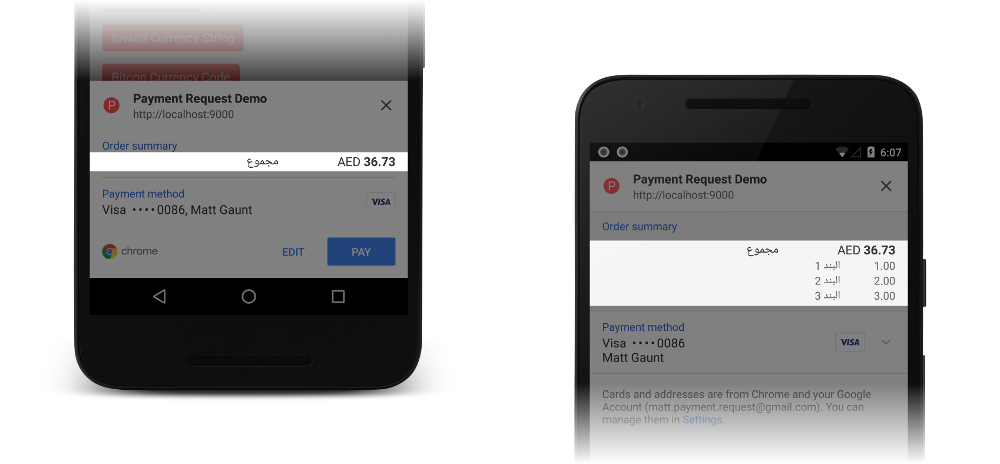 Invalid Currency String
Bitcoin Currency Code
P
Payment Request Demo
http://localhost:9000
Order summary
مجموع AED 36.73
Payment method
VISA
Visa ••••0086, Matt Gaunt
chrome EDIT PAY
6:07
P
Payment Request Demo
http://localhost:9000
Order summary
مجموع AED 36.73
البند 1 1.00
البند 2 2.00
البند 3 3.00
Payment method
Visa ••••0086 VISA
Matt Gaunt
Cards and addresses are from Chrome and your Google
Account (matt.payment.request@gmail.com). You can
manage them in Settings.